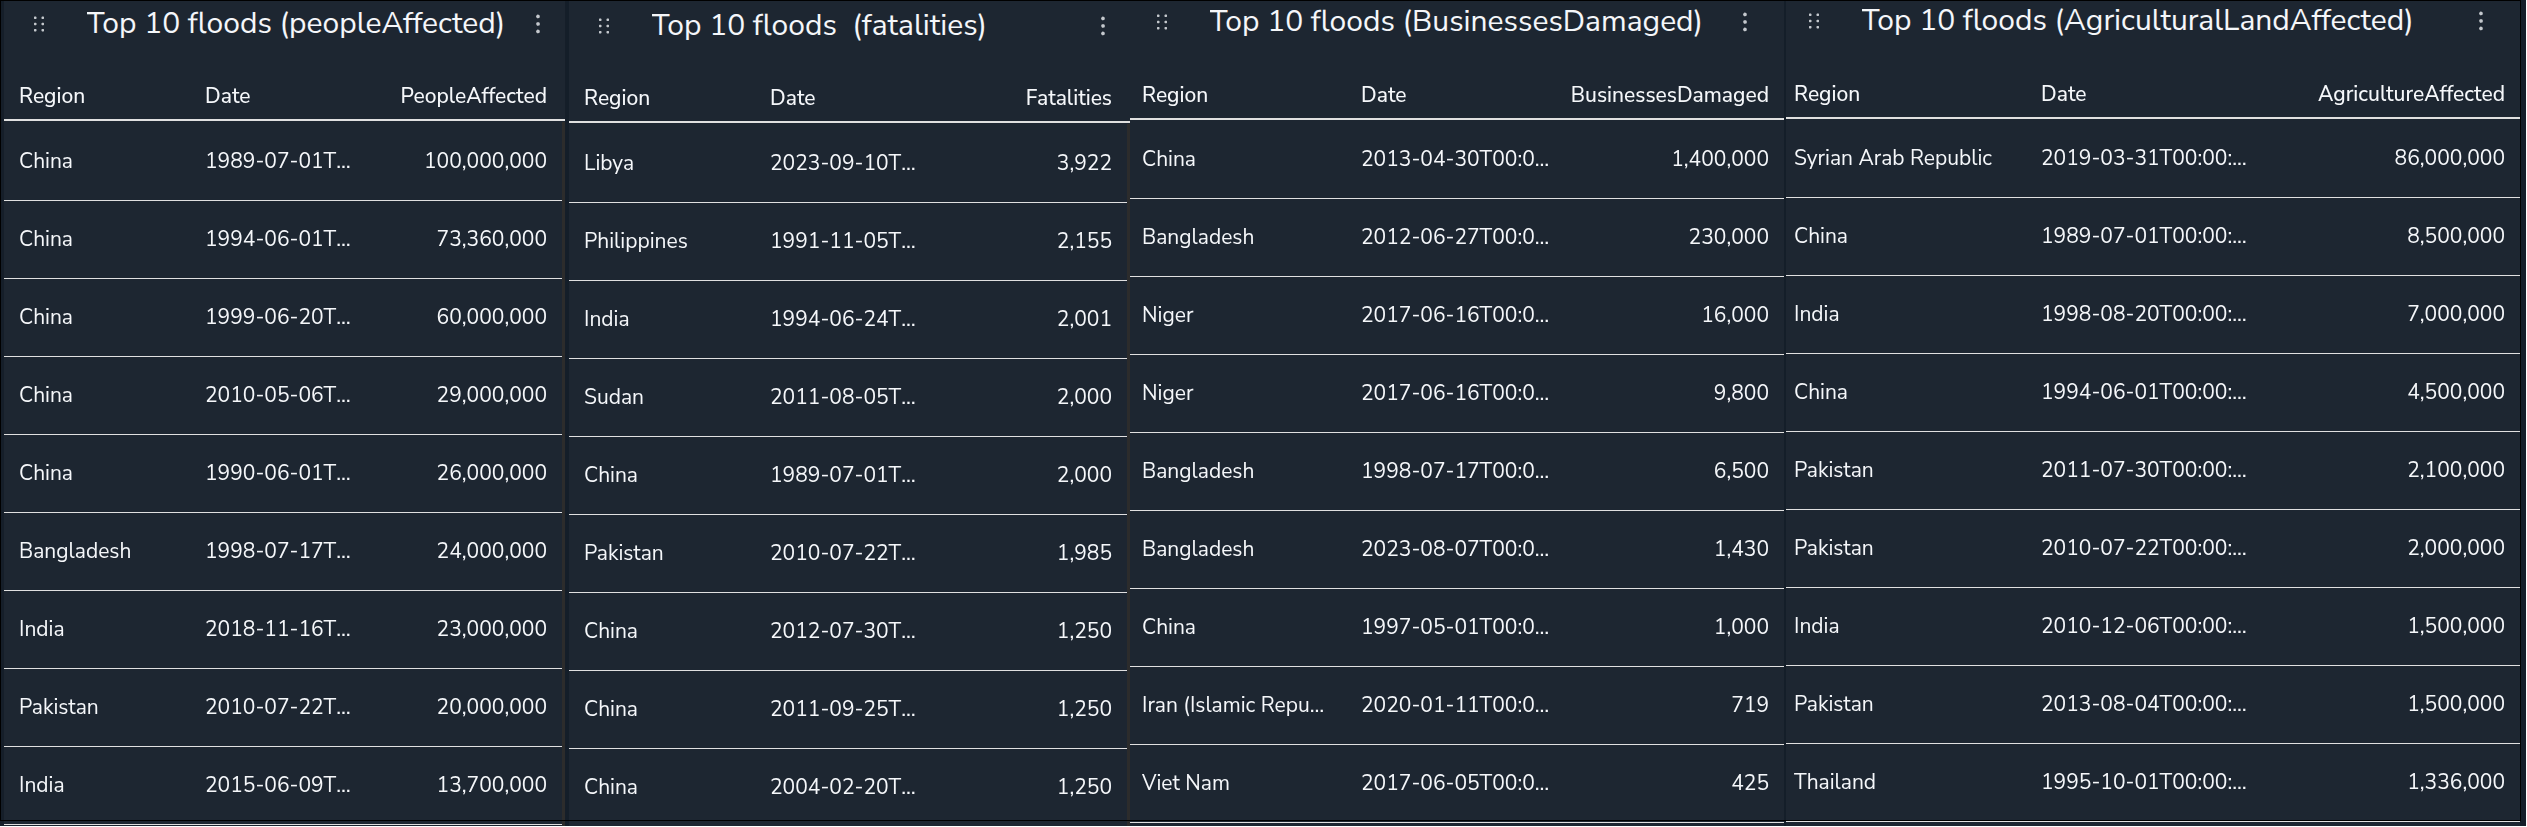 Top 10 floods (peopleAffected)
Region Date PeopleAffected
China 1989-07-01T... 100,000,000
China 1994-06-01T... 73,360,000
China 1999-06-20T... 60,000,000
China 2010-05-06T... 29,000,000
China 1990-06-01T... 26,000,000
Bangladesh 1998-07-17T... 24,000,000
India 2018-11-16T... 23,000,000
Pakistan 2010-07-22T... 20,000,000
India 2015-06-09T... 13,700,000
Top 10 floods (fatalities)
Region Date Fatalities
Libya 2023-09-10T... 3,922
Philippines 1991-11-05T... 2,155
India 1994-06-24T... 2,001
Sudan 2011-08-05T... 2,000
China 1989-07-01T... 2,000
Pakistan 2010-07-22T... 1,985
China 2012-07-30T... 1,250
China 2011-09-25T... 1,250
China 2004-02-20T... 1,250
Top 10 floods (BusinessesDamaged)
Region Date BusinessesDamaged
China 2013-04-30T00:0... 1,400,000
Bangladesh 2012-06-27T00:0... 230,000
Niger 2017-06-16T00:0... 16,000
Niger 2017-06-16T00:0... 9,800
Bangladesh 1998-07-17T00:0... 6,500
Bangladesh 2023-08-07T00:0... 1,430
China 1997-05-01T00:0... 1,000
Iran (Islamic Repu... 2020-01-11T00:0... 719
Viet Nam 2017-06-05T00:0... 425
Top 10 floods (AgriculturalLandAffected)
Region Date AgricultureAffected
Syrian Arab Republic 2019-03-31T00:00:... 86,000,000
China 1989-07-01T00:00:... 8,500,000
India 1998-08-20T00:00:... 7,000,000
China 1994-06-01T00:00:... 4,500,000
Pakistan 2011-07-30T00:00:... 2,100,000
Pakistan 2010-07-22T00:00:... 2,000,000
India 2010-12-06T00:00:... 1,500,000
Pakistan 2013-08-04T00:00:... 1,500,000
Thailand 1995-10-01T00:00:... 1,336,000